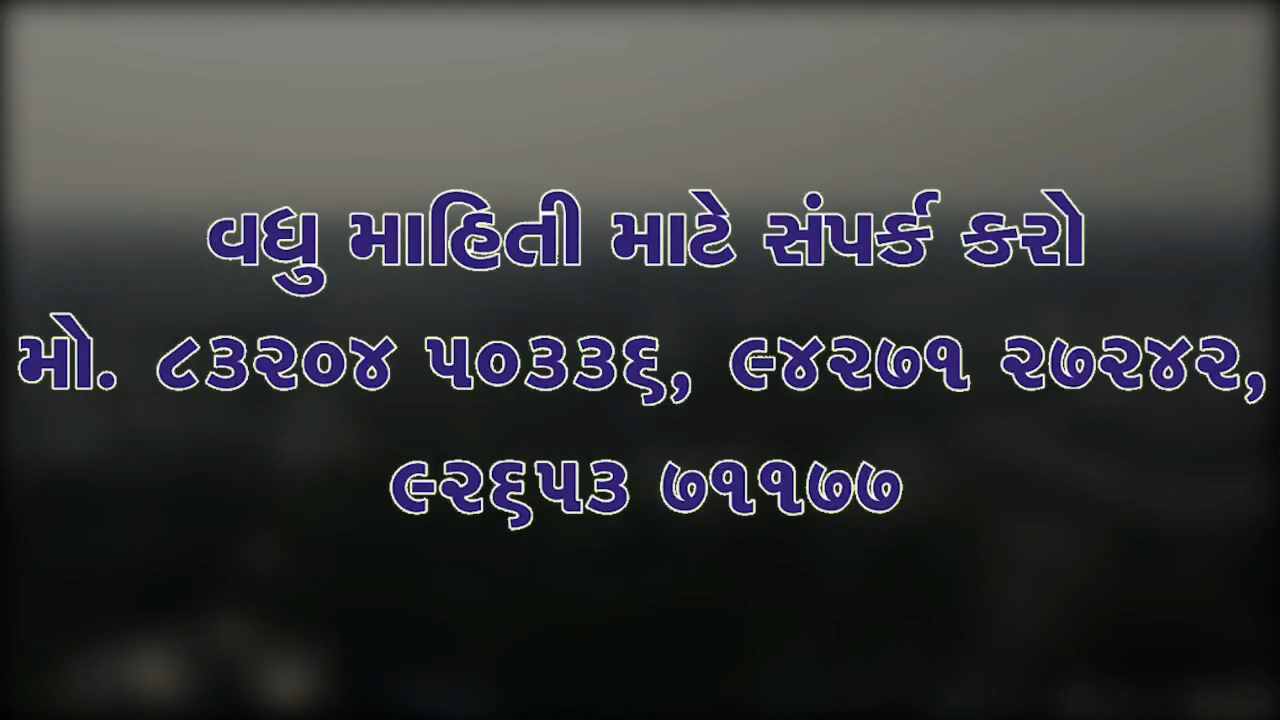 વધુ માહિતી માટે સંપર્ક કરો
મો. ૮૩૨૦૪ ૫૦૩૩૬, ૯૪૨૭૧ ૨૭૨૪૨,
૯૨૬૫૩ ૭૧૧૭૭